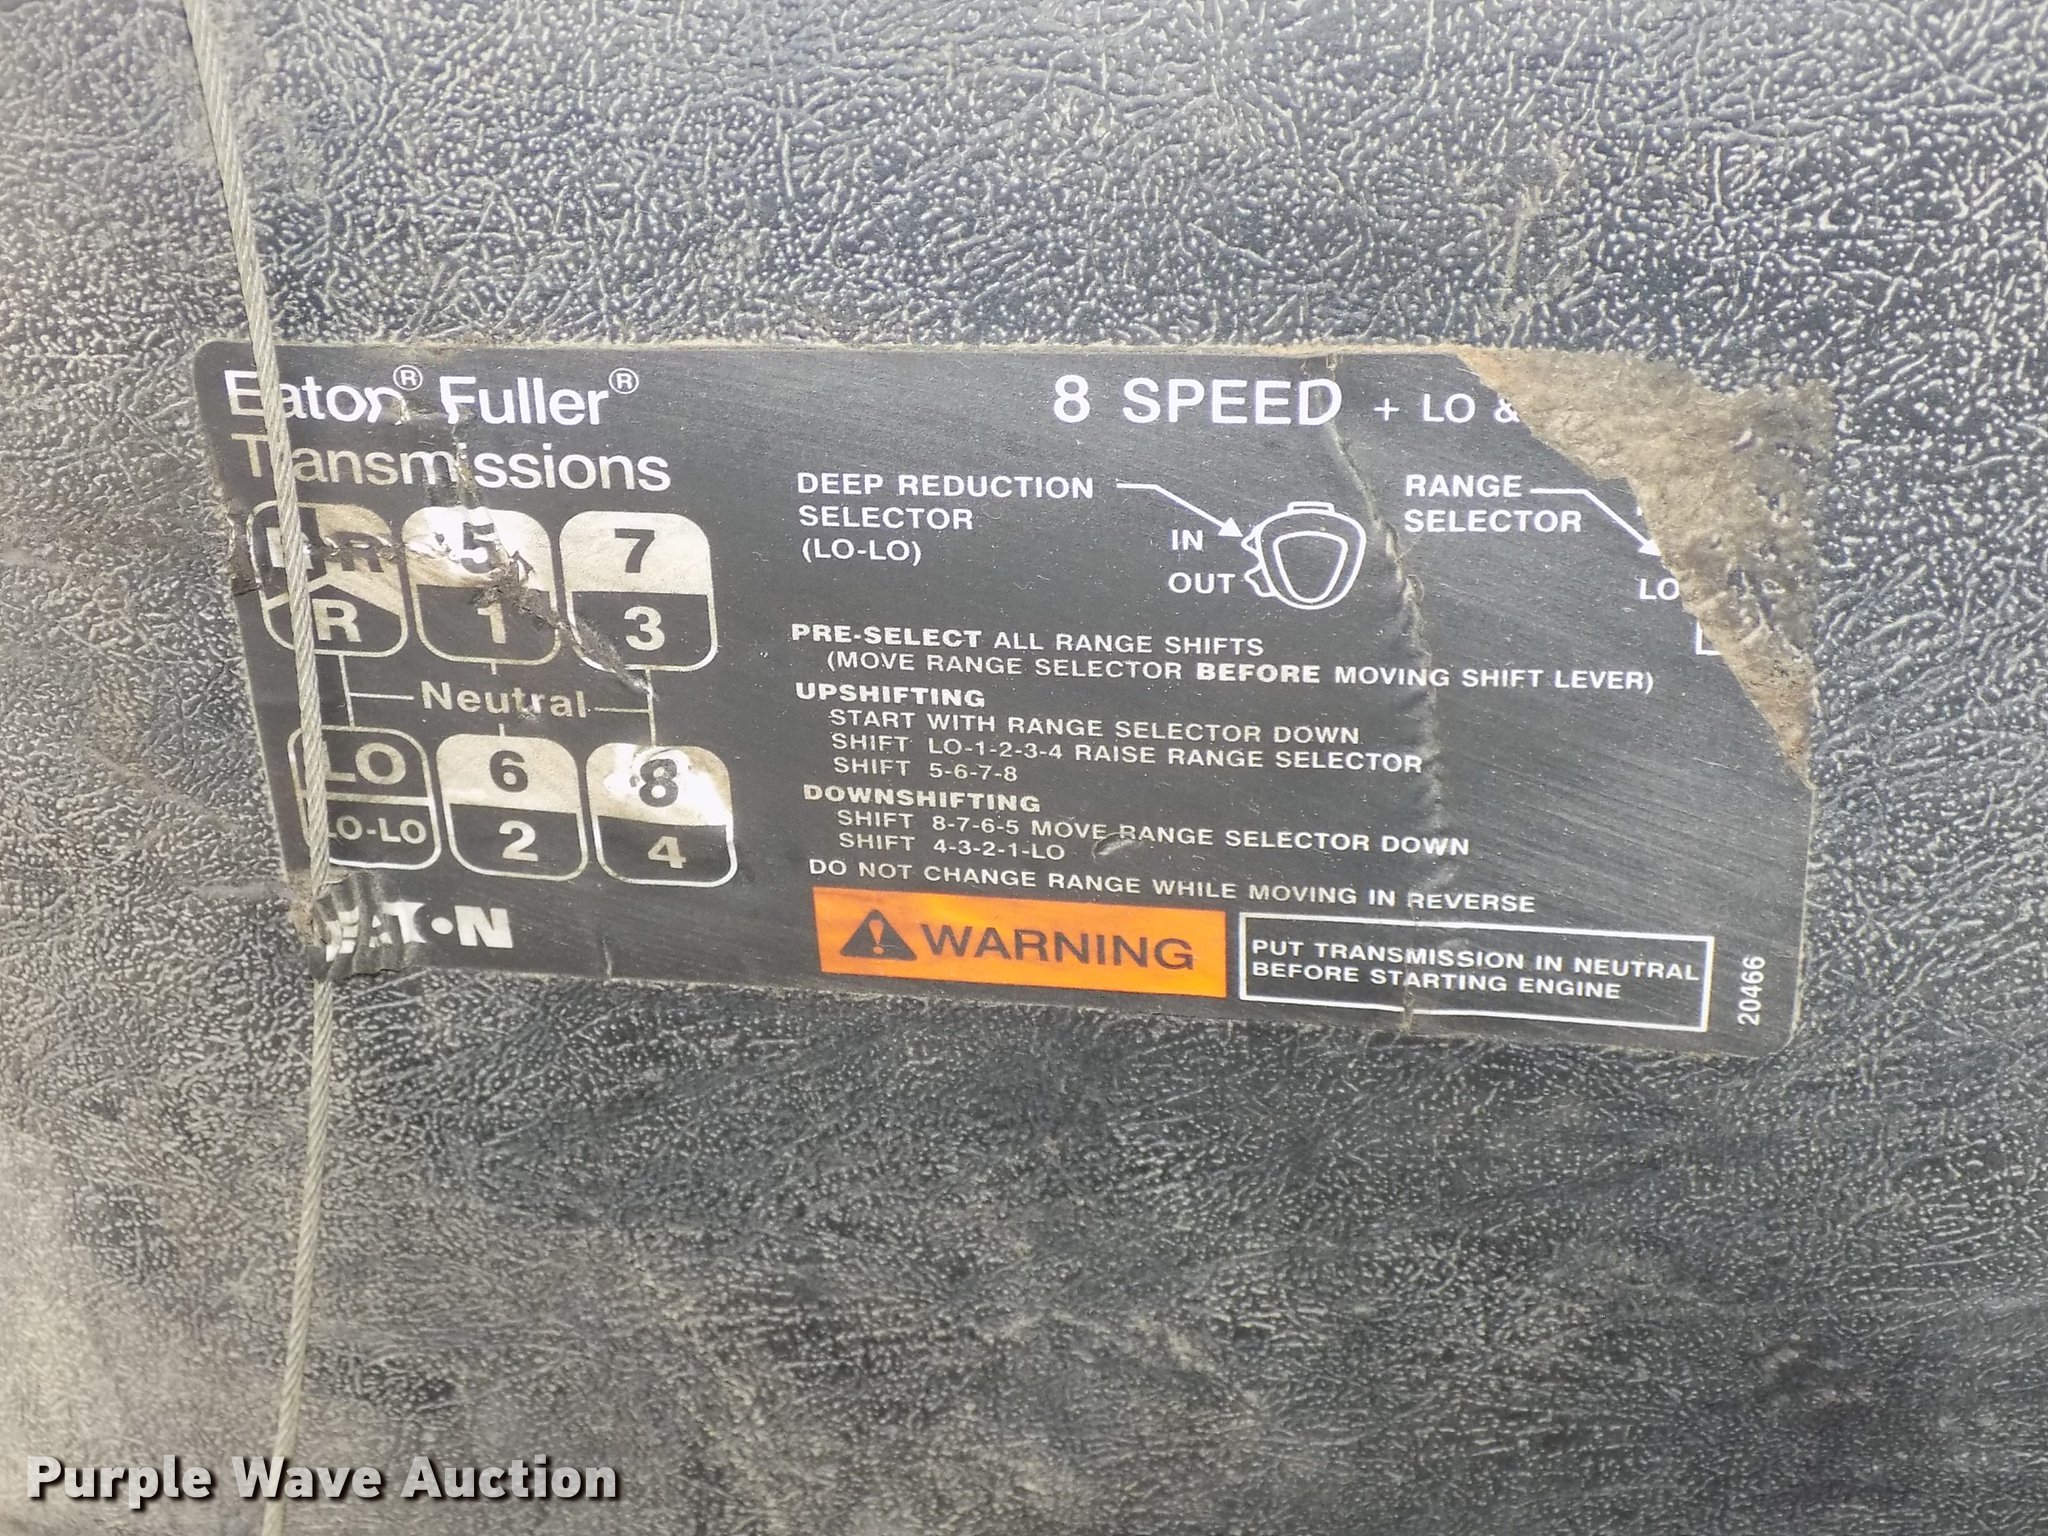 Eaton® Fuller®
Transmissions
8 SPEED + LO &
DEEP REDUCTION
SELECTOR
(LO-LO)
IN
OUT
RANGE
SELECTOR
LO
5
1
7
3
R
Neutral
LO
LO-LO
6
2
8
4
PRE-SELECT ALL RANGE SHIFTS
(MOVE RANGE SELECTOR BEFORE MOVING SHIFT LEVER)
UPSHIFTING
START WITH RANGE SELECTOR DOWN
SHIFT LO-1-2-3-4 RAISE RANGE SELECTOR
SHIFT 5-6-7-8
DOWNSHIFTING
SHIFT 8-7-6-5 MOVE RANGE SELECTOR DOWN
SHIFT 4-3-2-1-LO
DO NOT CHANGE RANGE WHILE MOVING IN REVERSE
EAT•N
WARNING
PUT TRANSMISSION IN NEUTRAL
BEFORE STARTING ENGINE
20466
Purple Wave Auction